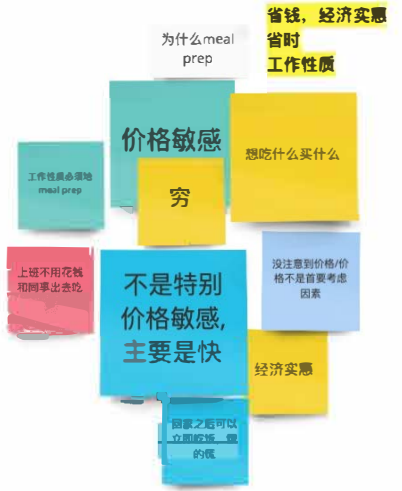 为什么meal
prep
省钱，经济实惠
省时
工作性质
价格敏感
想吃什么买什么
工作性质必须地
meal prep
穷
上班不用花钱
和同事出去吃
不是特别
价格敏感,
主要是快
没注意到价格/价
格不是首要考虑
因素
经济实惠
回家之后可以
立即吃饭
的慌